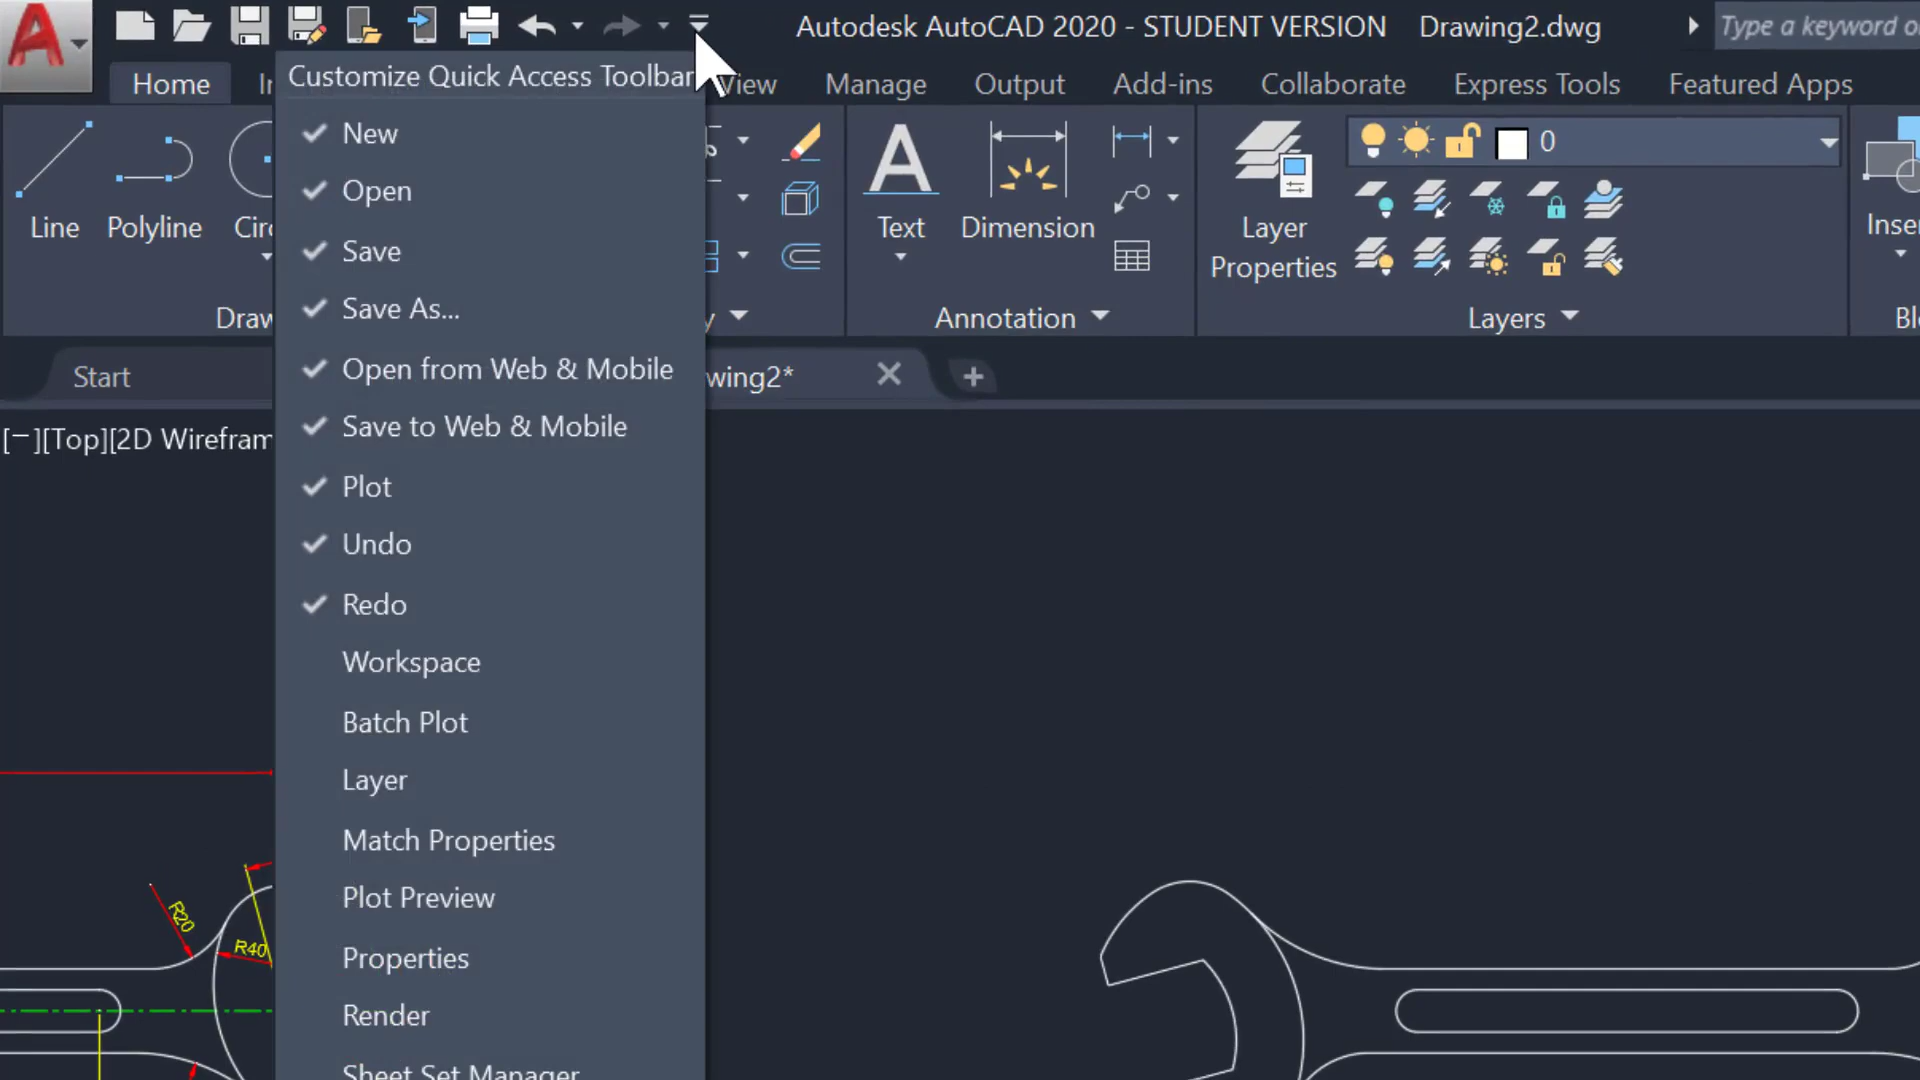 Autodesk AutoCAD 2020 - STUDENT VERSION Drawing2.dwg
Type a keyword or
Home
View Manage Output Add-ins Collaborate Express Tools Featured Apps
Customize Quick Access Toolbar
New
Open
Save
Save As...
Open from Web & Mobile
Save to Web & Mobile
Plot
Undo
Redo
Workspace
Batch Plot
Layer
Match Properties
Plot Preview
Properties
Render
Sheet Set Manager
Line Polyline
Text Dimension
Layer
Properties
0
Annotation
Layers
Start
[−][Top][2D Wirefram
R20
R40